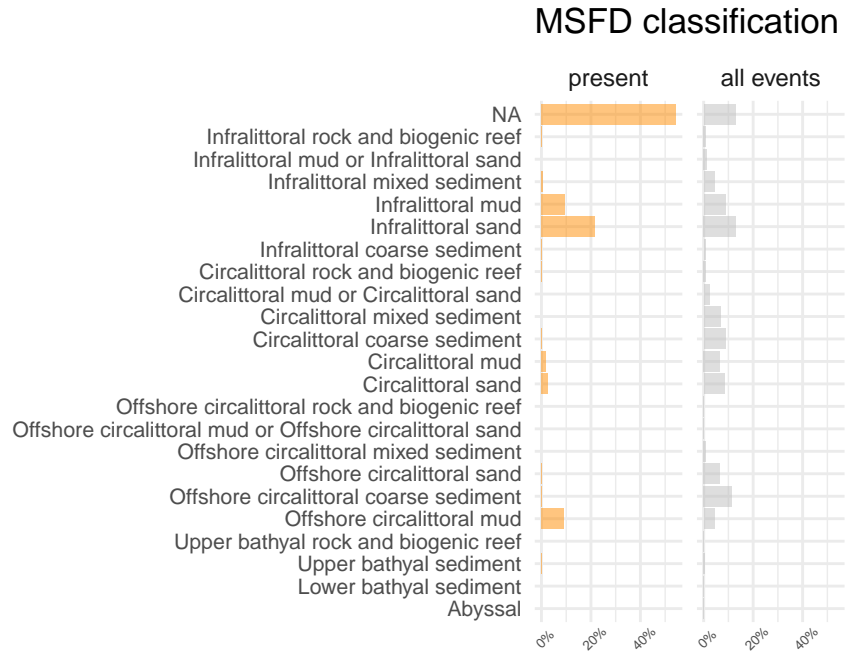 MSFD classification
present all events
NA
Infralittoral rock and biogenic reef
Infralittoral mud or Infralittoral sand
Infralittoral mixed sediment
Infralittoral mud
Infralittoral sand
Infralittoral coarse sediment
Circalittoral rock and biogenic reef
Circalittoral mud or Circalittoral sand
Circalittoral mixed sediment
Circalittoral coarse sediment
Circalittoral mud
Circalittoral sand
Offshore circalittoral rock and biogenic reef
Offshore circalittoral mud or Offshore circalittoral sand
Offshore circalittoral mixed sediment
Offshore circalittoral sand
Offshore circalittoral coarse sediment
Offshore circalittoral mud
Upper bathyal rock and biogenic reef
Upper bathyal sediment
Lower bathyal sediment
Abyssal
0% 20% 40% 0% 20% 40%